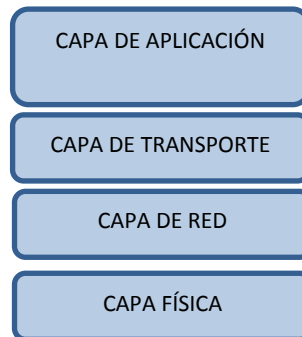 CAPA DE APLICACIÓN
CAPA DE TRANSPORTE
CAPA DE RED
CAPA FÍSICA